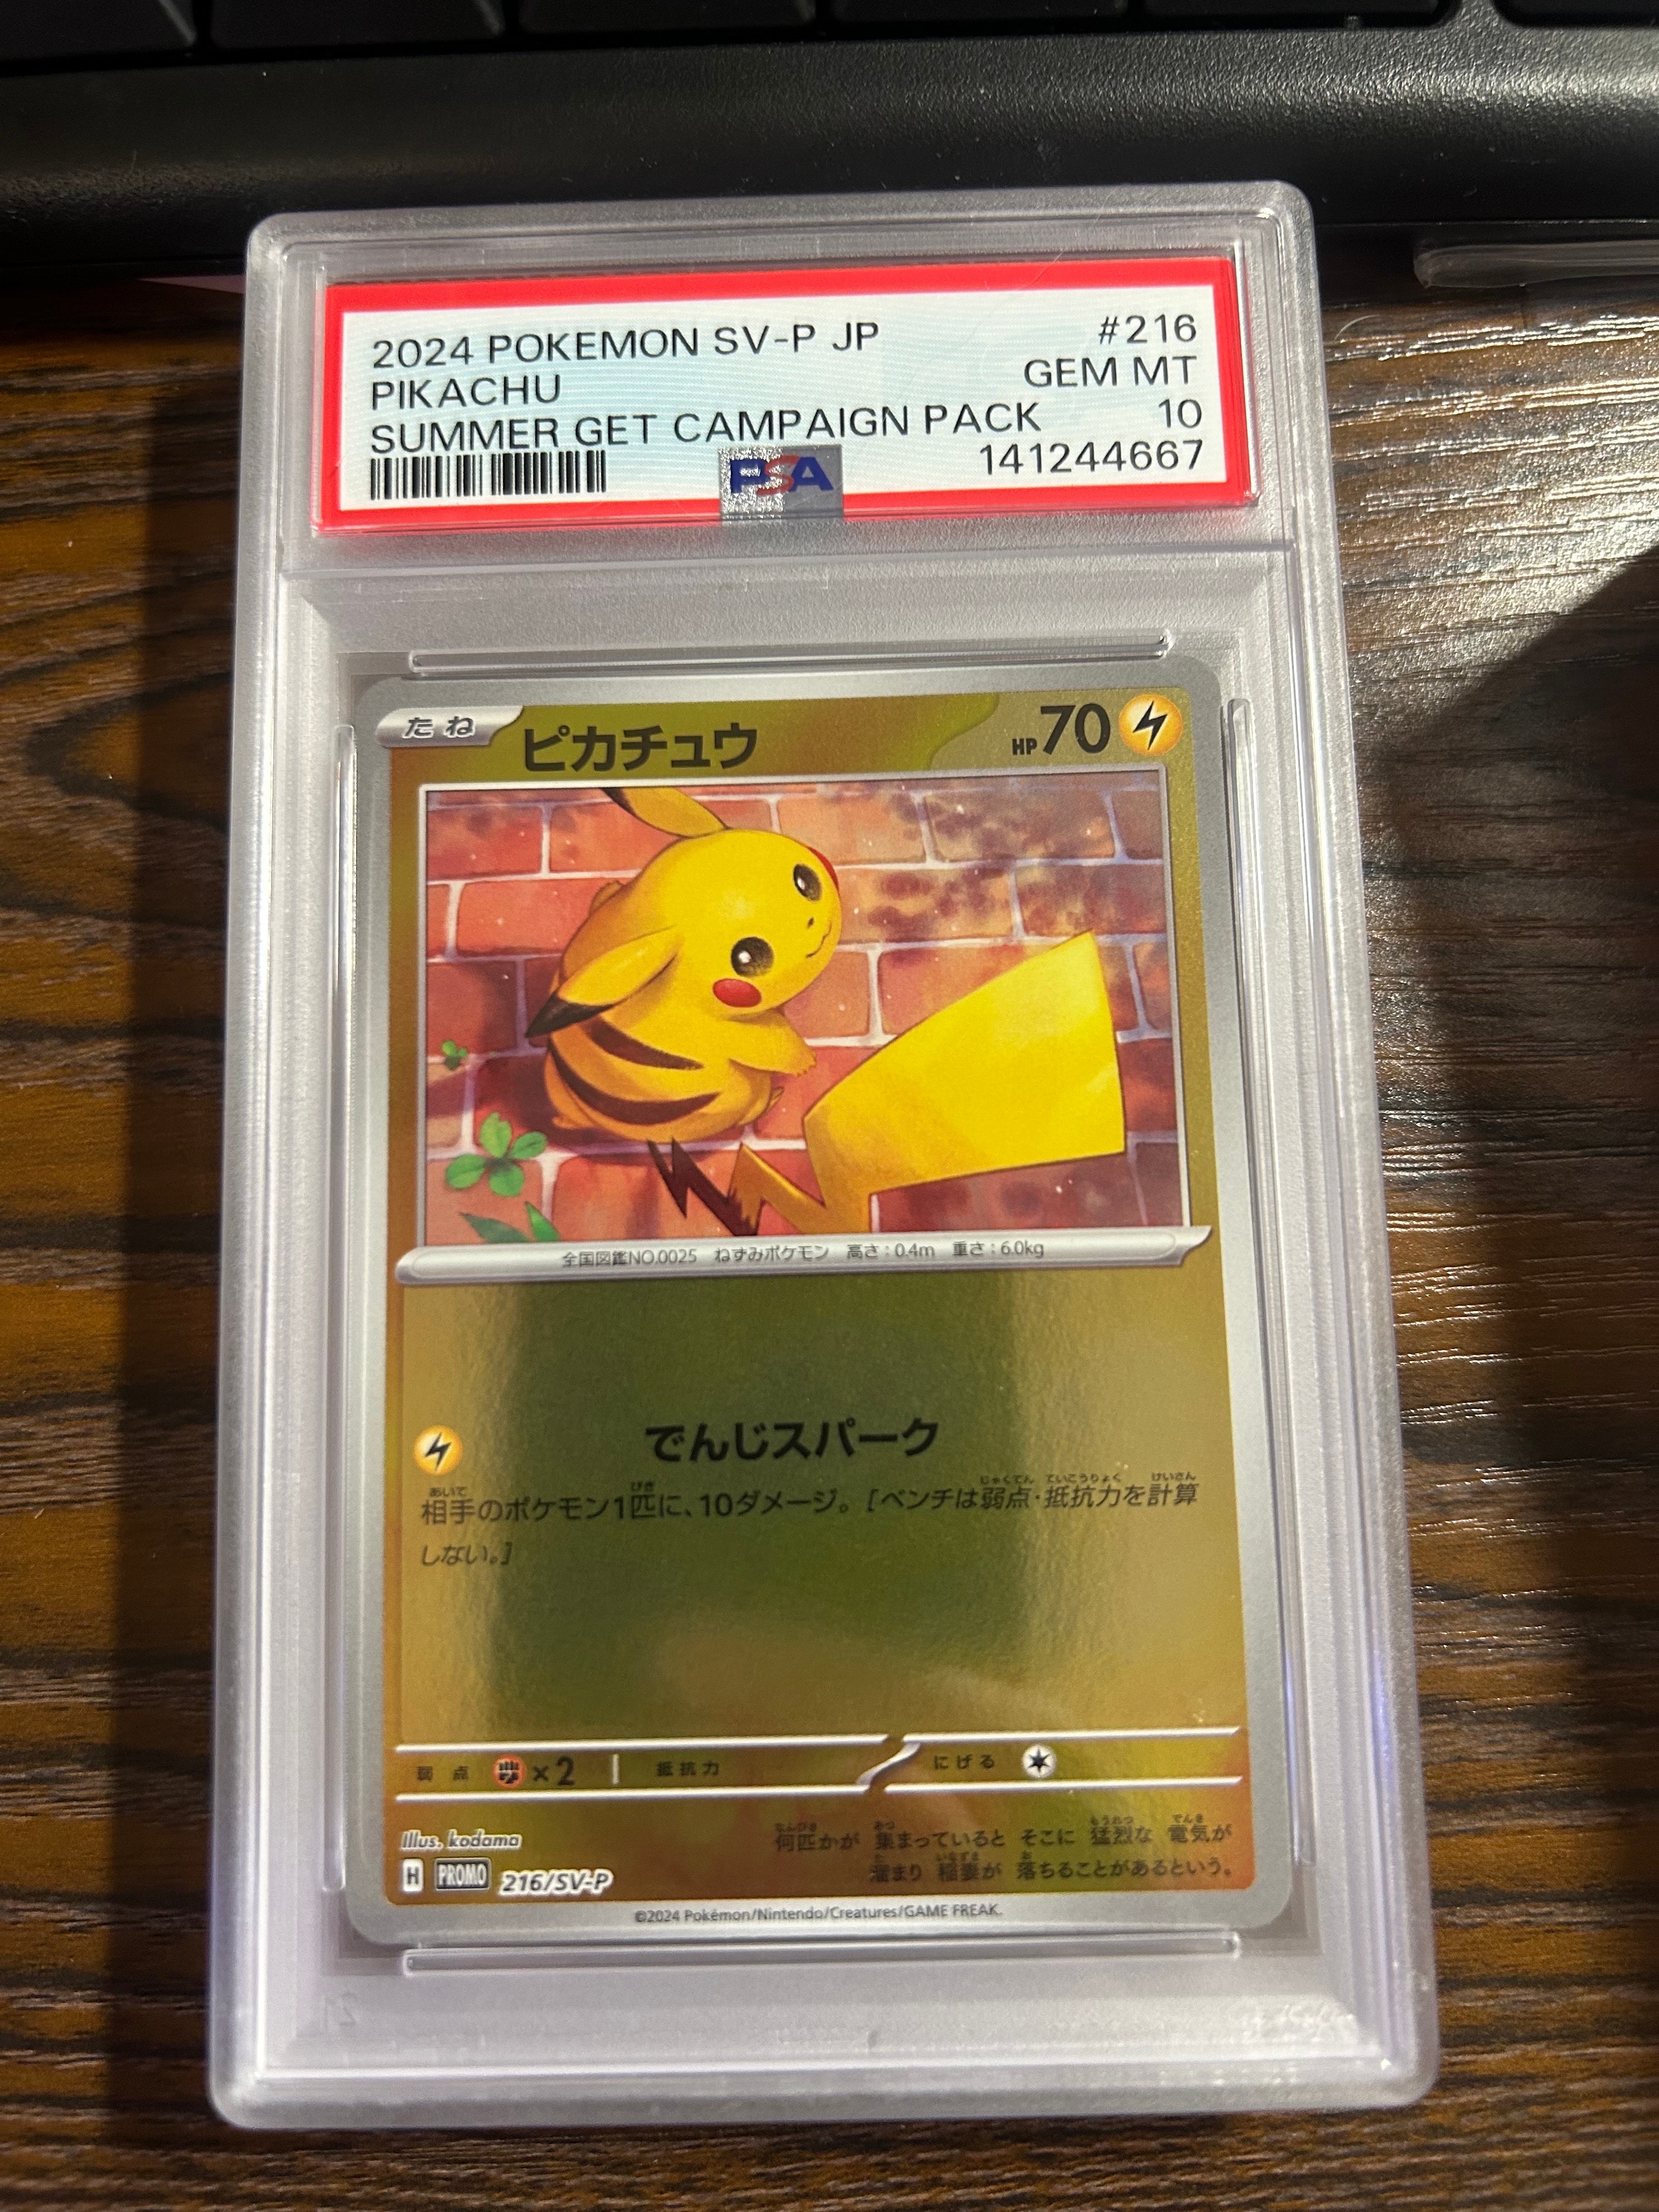 2024 POKEMON SV-P JP #216
PIKACHU GEM MT
SUMMER GET CAMPAIGN PACK 10
PSA 141244667
たね ピカチュウ HP70
全国図鑑NO.0025 ねずみポケモン 高さ:0.4m 重さ:6.0kg
でんじスパーク
相手のポケモン1匹に、10ダメージ。[ベンチは弱点・抵抗力を計算
しない。]
弱点 ×2 抵抗力 にげる
Illus. kodama
H PROMO 216/SV-P
何匹かが 集まっていると そこに 猛烈な 電気が
溜まり 稲妻が 落ちることがあるという。
©2024 Pokémon/Nintendo/Creatures/GAME FREAK.